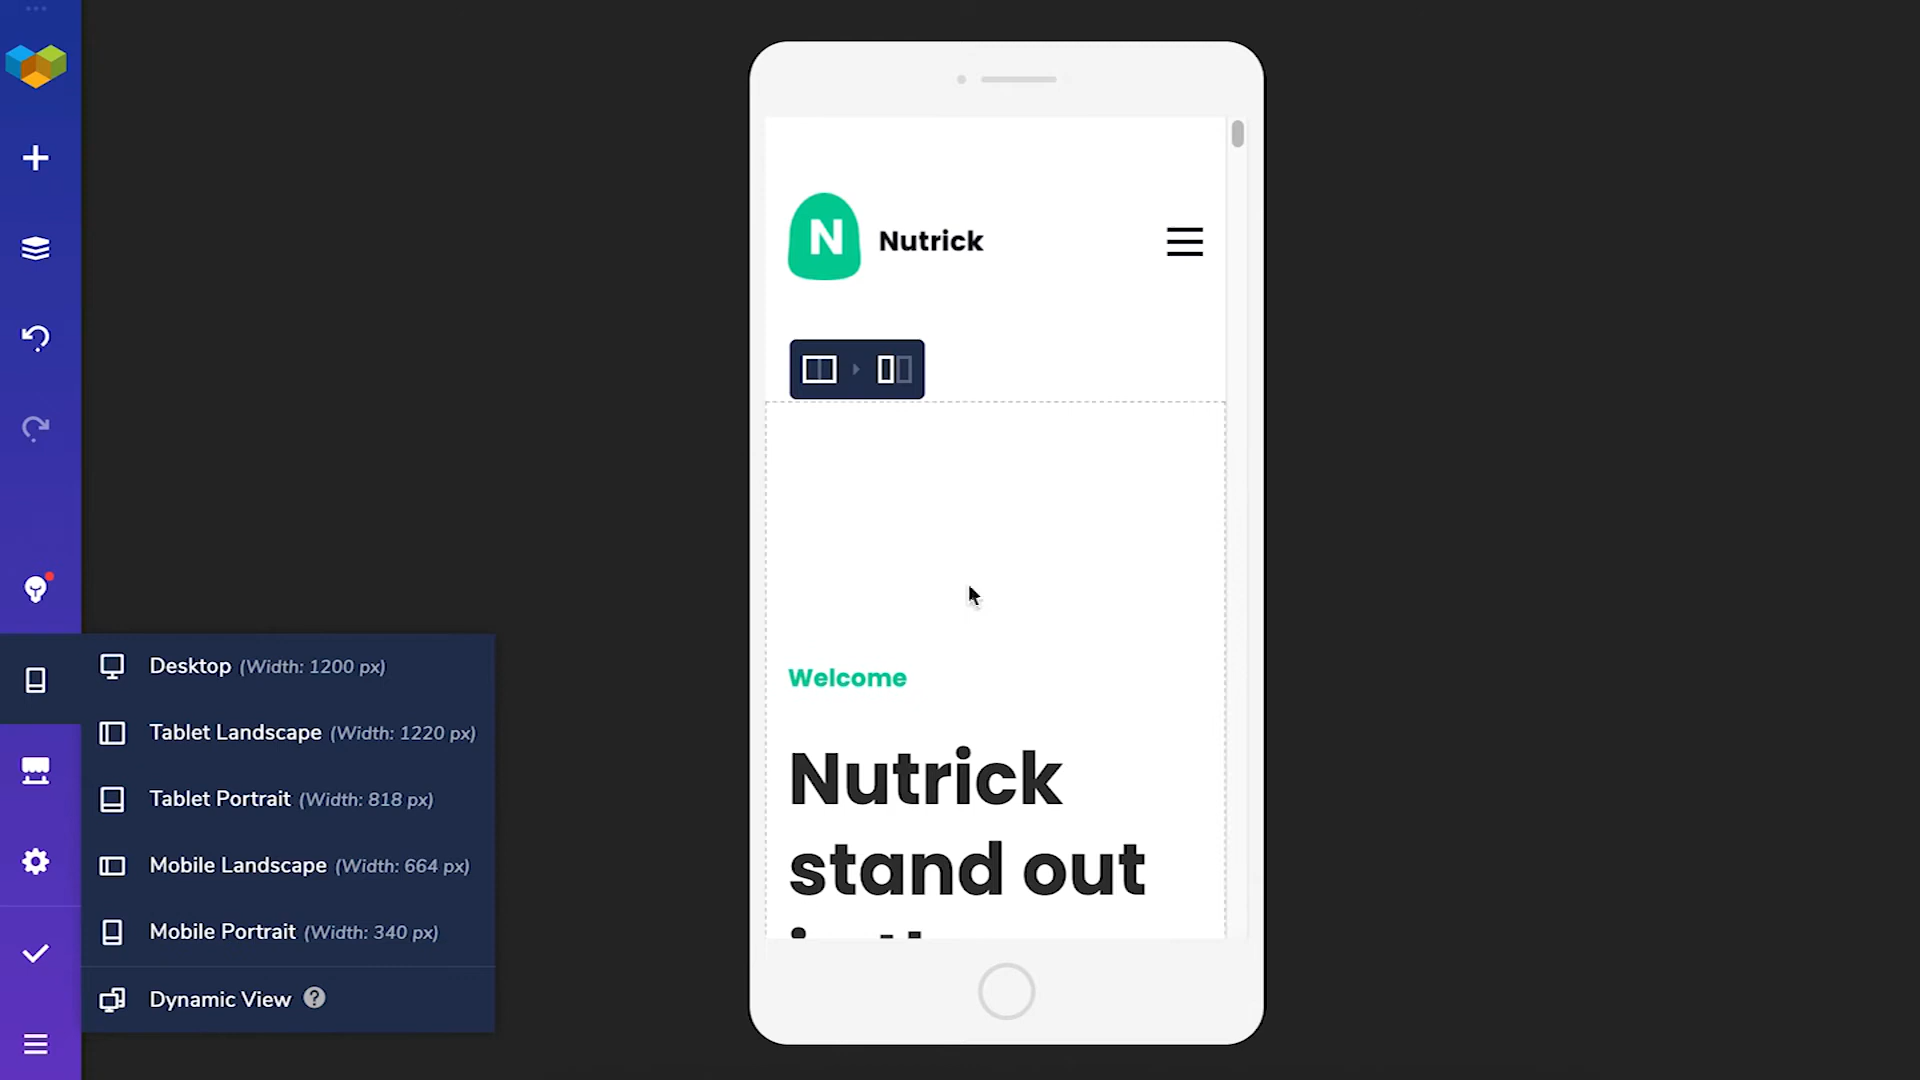 N
Nutrick
Welcome
Nutrick
stand out
Desktop (Width: 1200 px)
Tablet Landscape (Width: 1220 px)
Tablet Portrait (Width: 818 px)
Mobile Landscape (Width: 664 px)
Mobile Portrait (Width: 340 px)
Dynamic View ?